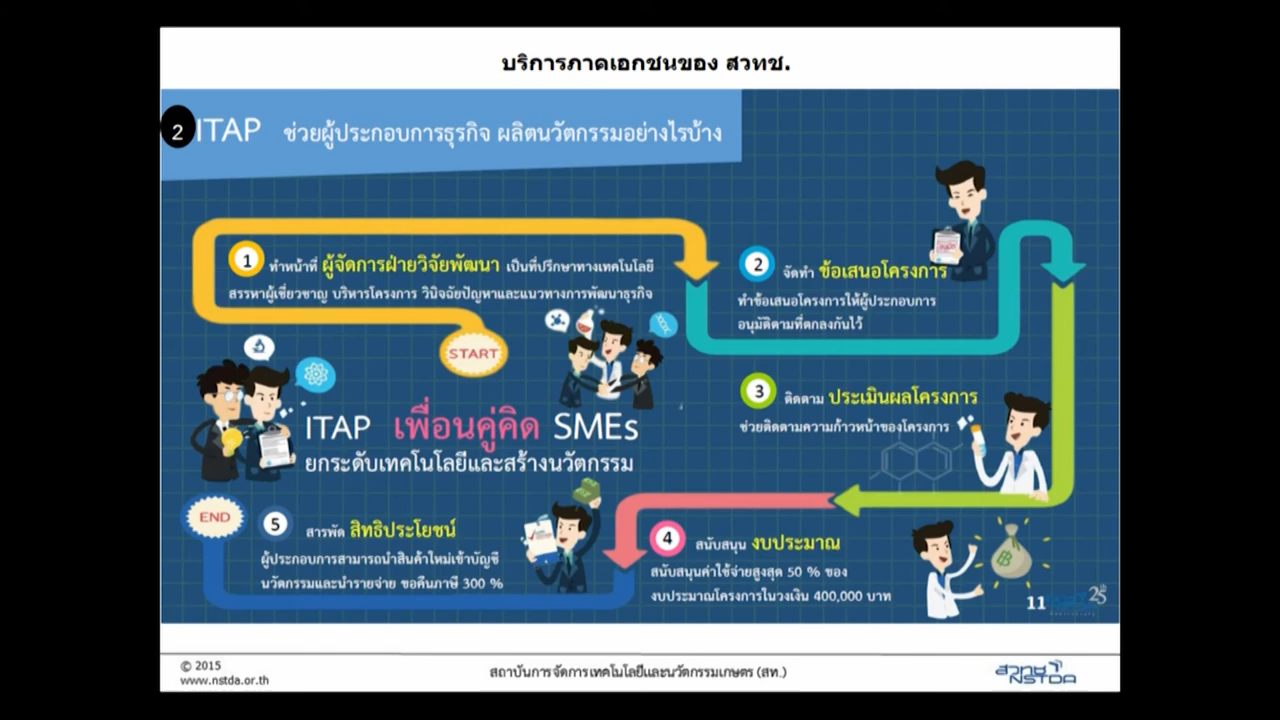 บริการภาคเอกชนของ สวทช.
2 ITAP ช่วยผู้ประกอบการธุรกิจ ผลิตนวัตกรรมอย่างไรบ้าง
1 ทำหน้าที่ ผู้จัดการฝ่ายวิจัยพัฒนา เป็นที่ปรึกษาทางเทคโนโลยี
สรรหาผู้เชี่ยวชาญ บริหารโครงการ วินิจฉัยปัญหาและแนวทางการพัฒนาธุรกิจ
START
2 จัดทำ ข้อเสนอโครงการ
ทำข้อเสนอโครงการให้ผู้ประกอบการ
อนุมัติตามที่ตกลงกันไว้
3 ติดตาม ประเมินผลโครงการ
ช่วยติดตามความก้าวหน้าของโครงการ
ITAP เพื่อนคู่คิด SMEs
ยกระดับเทคโนโลยีและสร้างนวัตกรรม
4 สนับสนุน งบประมาณ
สนับสนุนค่าใช้จ่ายสูงสุด 50 % ของ
งบประมาณโครงการในวงเงิน 400,000 บาท
END
5 สารพัด สิทธิประโยชน์
ผู้ประกอบการสามารถนำสินค้าใหม่เข้าบัญชี
นวัตกรรมและนำรายจ่าย ขอคืนภาษี 300 %
11
25
© 2015
www.nstda.or.th
สถาบันการจัดการเทคโนโลยีและนวัตกรรมเกษตร (สท.)
สวทช
NSTDA